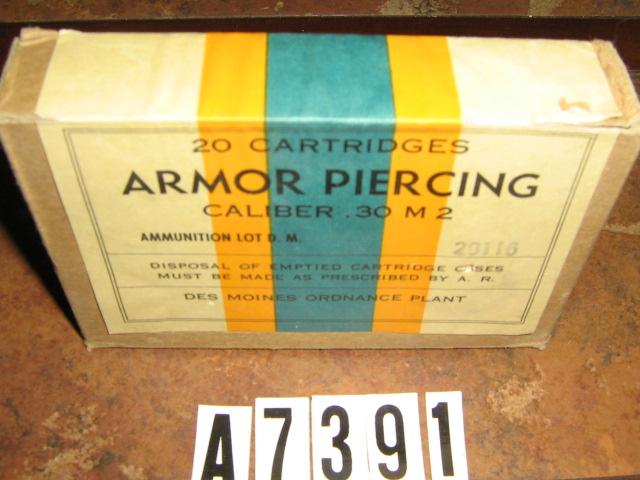 20 CARTRIDGES
ARMOR PIERCING
CALIBER .30 M 2
AMMUNITION LOT D. M. 20116
DISPOSAL OF EMPTIED CARTRIDGE CASES
MUST BE MADE AS PRESCRIBED BY A. R.
DES MOINES ORDNANCE PLANT
A7391